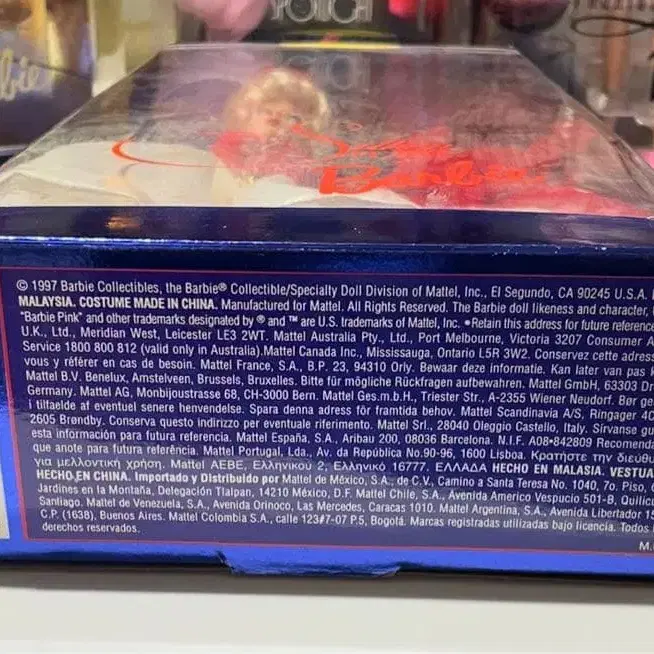 © 1997 Barbie Collectibles, the Barbie® Collectible/Specialty Doll Division of Mattel, Inc., El Segundo, CA 90245 U.S.A.
MALAYSIA. COSTUME MADE IN CHINA. Manufactured for Mattel. All Rights Reserved. The Barbie doll likeness and character,
"Barbie Pink" and other trademarks designated by ® and ™ are U.S. trademarks of Mattel, Inc. •Retain this address for future reference
U.K., Ltd., Meridian West, Leicester LE3 2WT. Mattel Australia Pty., Ltd., Port Melbourne, Victoria 3207 Consumer A
Service 1800 800 812 (valid only in Australia).Mattel Canada Inc., Mississauga, Ontario L5R 3W2. Conservez cette adress
vous y référer en cas de besoin. Mattel France, S.A., B.P. 23, 94310 Orly. Bewaar deze informatie. Kan later van pas
Mattel B.V. Benelux, Amstelveen, Brussels, Bruxelles. Bitte für mögliche Rückfragen aufbewahren. Mattel GmbH, 63303 Dr
Germany. Mattel AG, Monbijoustrasse 68, CH-3000 Bern. Mattel Ges.m.b.H., Triester Str., A-2355 Wiener Neudorf. Bør ge
i tilfælde af eventuel senere henvendelse. Spara denna adress för framtida behov. Mattel Scandinavia A/S, Ringager 4C
2605 Brøndby. Conserva questo indirizzo per eventuale riferimento. Mattel Srl., 28040 Oleggio Castello, Italy. Sírvanse gu
esta información para futura referencia. Mattel España, S.A., Aribau 200, 08036 Barcelona. N.I.F. A08-842809 Recomenda
que anote para futura referência. Mattel Portugal, Lda., Av. da República No.90-96, 1600 Lisboa. Κρατήστε την διεύθυ
για μελλοντική χρήση. Mattel AEBE, Ελληνικού 2, Ελληνικό 16777. ΕΛΛΑΔΑ HECHO EN MALASIA. VESTUA
HECHO EN CHINA. Importado y Distribuido por Mattel de México, S.A., de C.V., Camino a Santa Teresa No. 1040, 7o. Piso,
Jardines en la Montaña, Delegación Tlalpan, 14210 México, D.F. Mattel Chile, S.A., Avenida Americo Vespucio 501-B, Quilicu
Santiago. Mattel de Venezuela, S.A., Avenida Orinoco, Las Mercedes, Caracas 1010. Mattel Argentina, S.A., Avenida Libertador 15
C.P. (1638), Buenos Aires. Mattel Colombia S.A., calle 123#7-07 P.5, Bogotá. Marcas registradas utilizadas bajo licencia. Todos
derechos reservados.